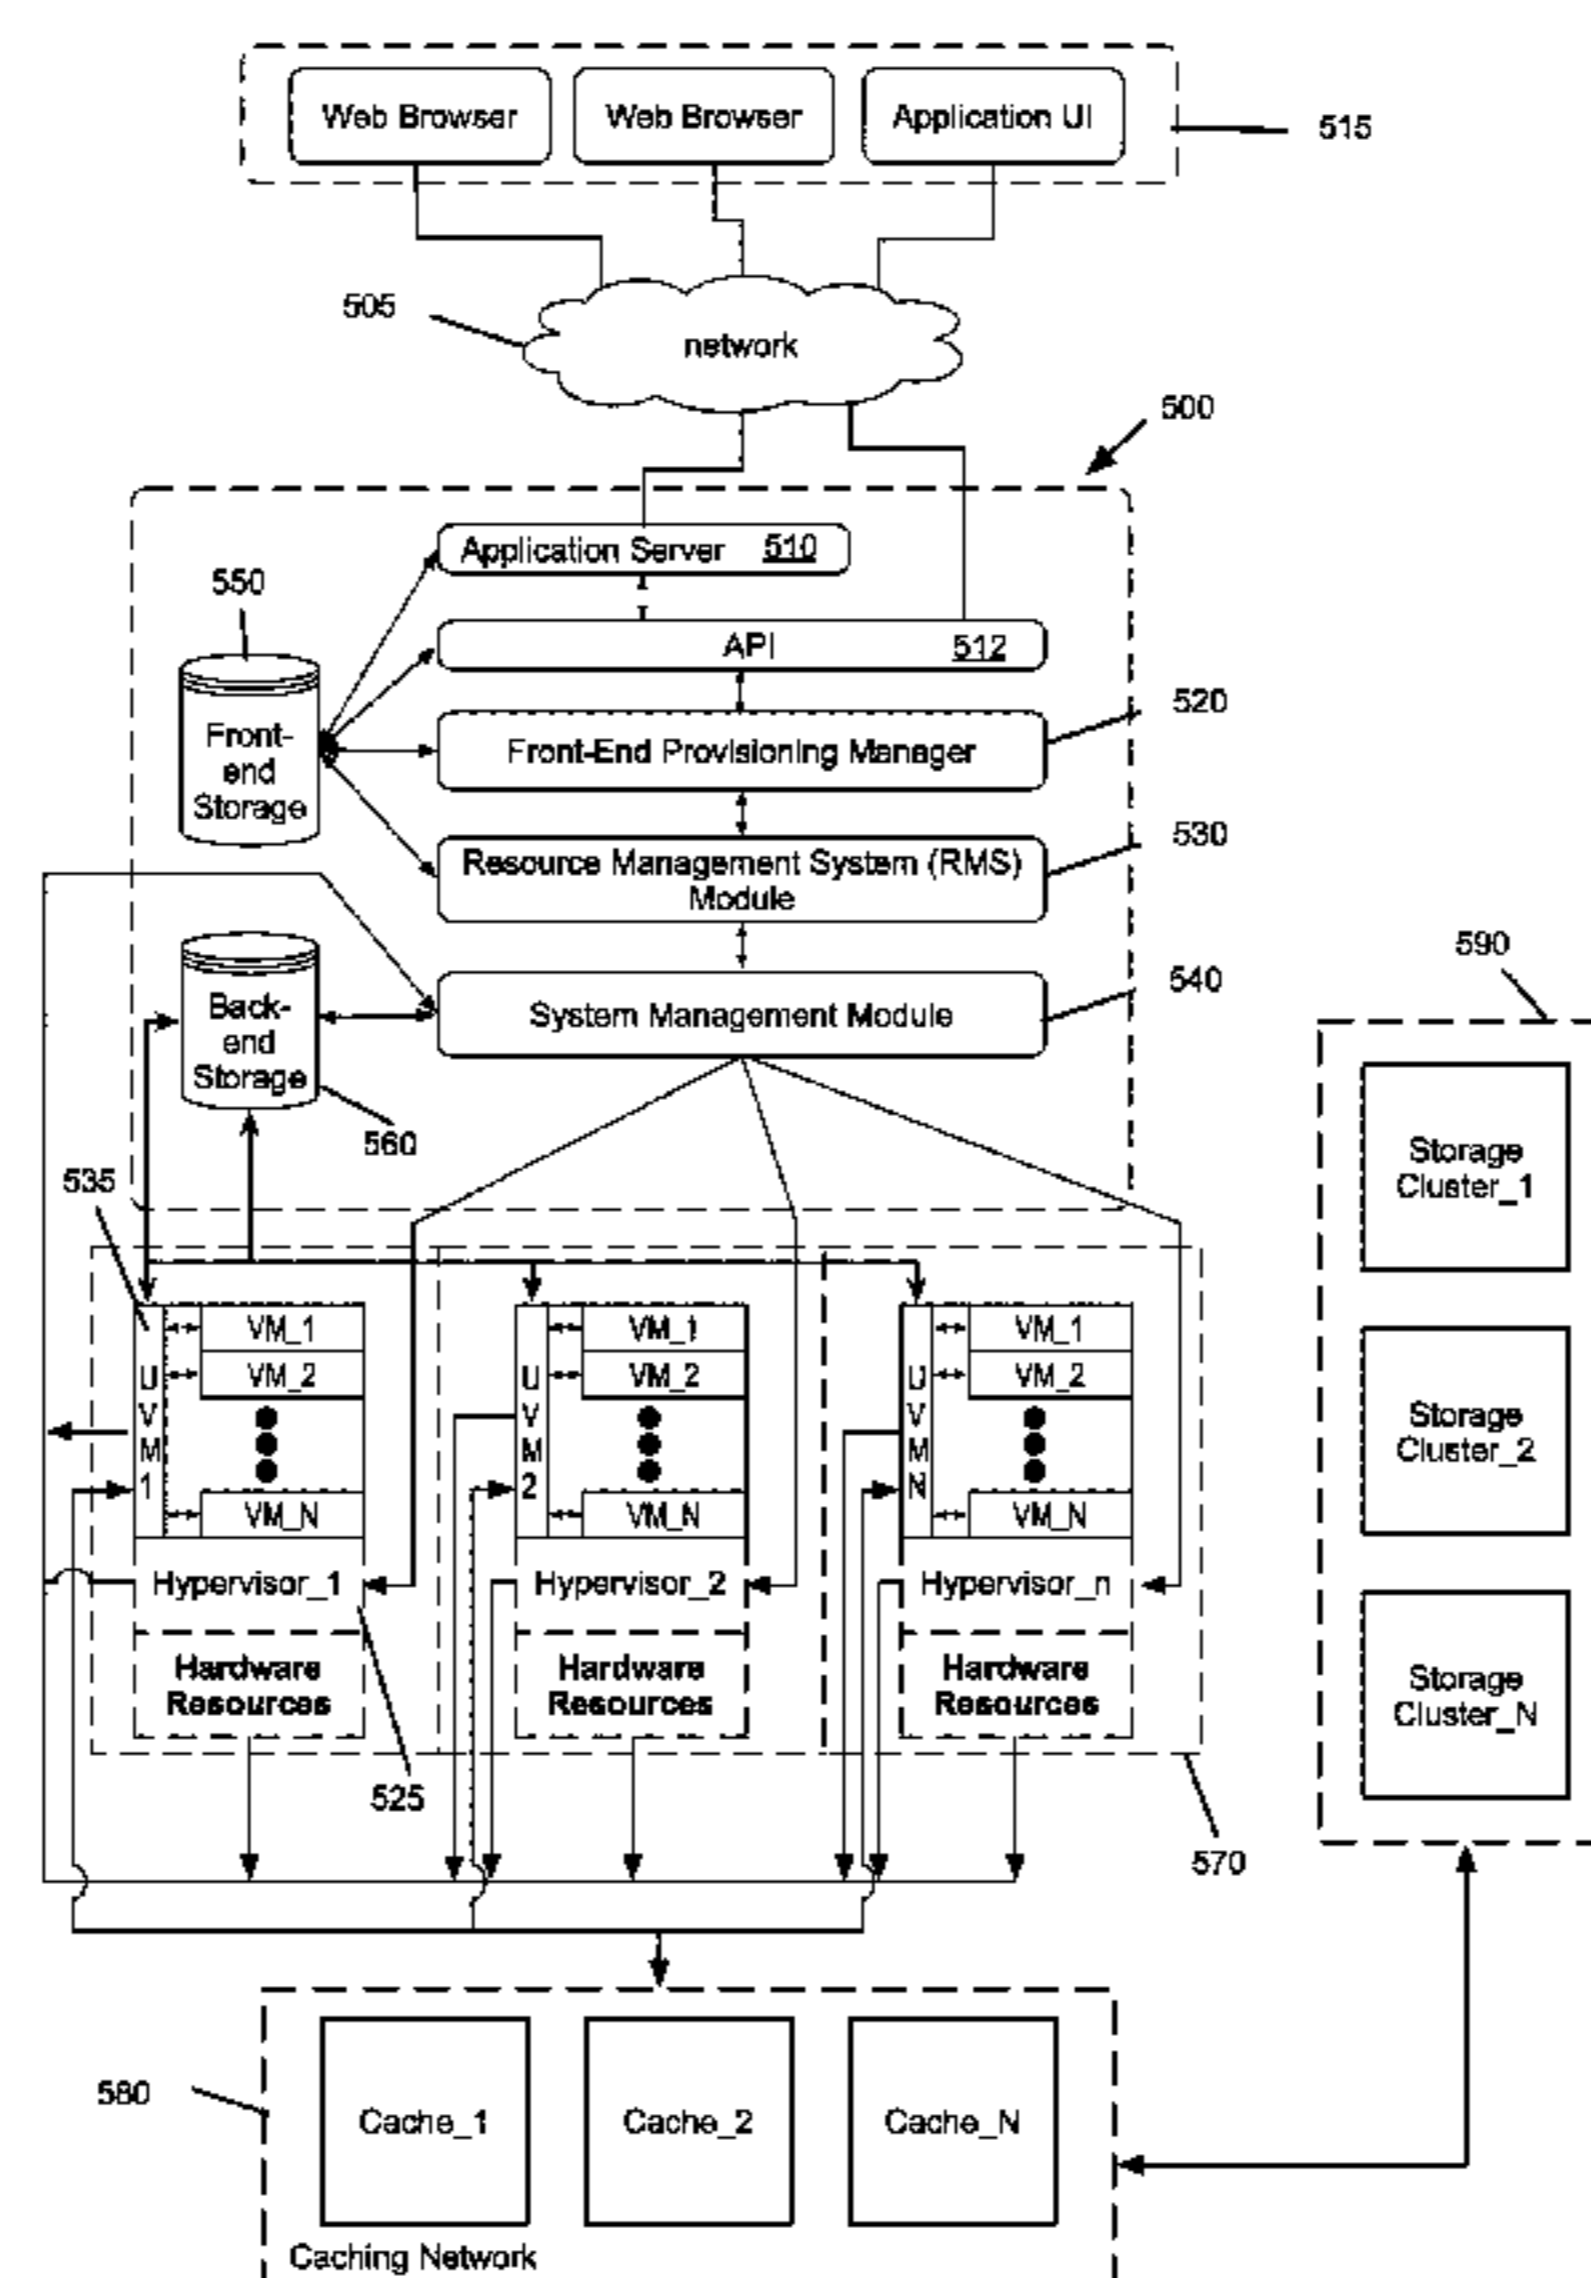 Web Browser
Web Browser
Application UI
515
505
network
500
Application Server 510
550
API 512
520
Front-
end
Storage
Front-End Provisioning Manager
530
Resource Management System (RMS)
Module
590
540
Back-
end
Storage
System Management Module
560
535
Storage
Cluster_1
U
V
M
1
VM_1
VM_2
VM_N
U
V
M
2
VM_1
VM_2
VM_N
U
V
M
N
VM_1
VM_2
VM_N
Storage
Cluster_2
Hypervisor_1
Hypervisor_2
Hypervisor_n
Hardware
Resources
Hardware
Resources
Hardware
Resources
Storage
Cluster_N
525
570
580
Cache_1
Cache_2
Cache_N
Caching Network